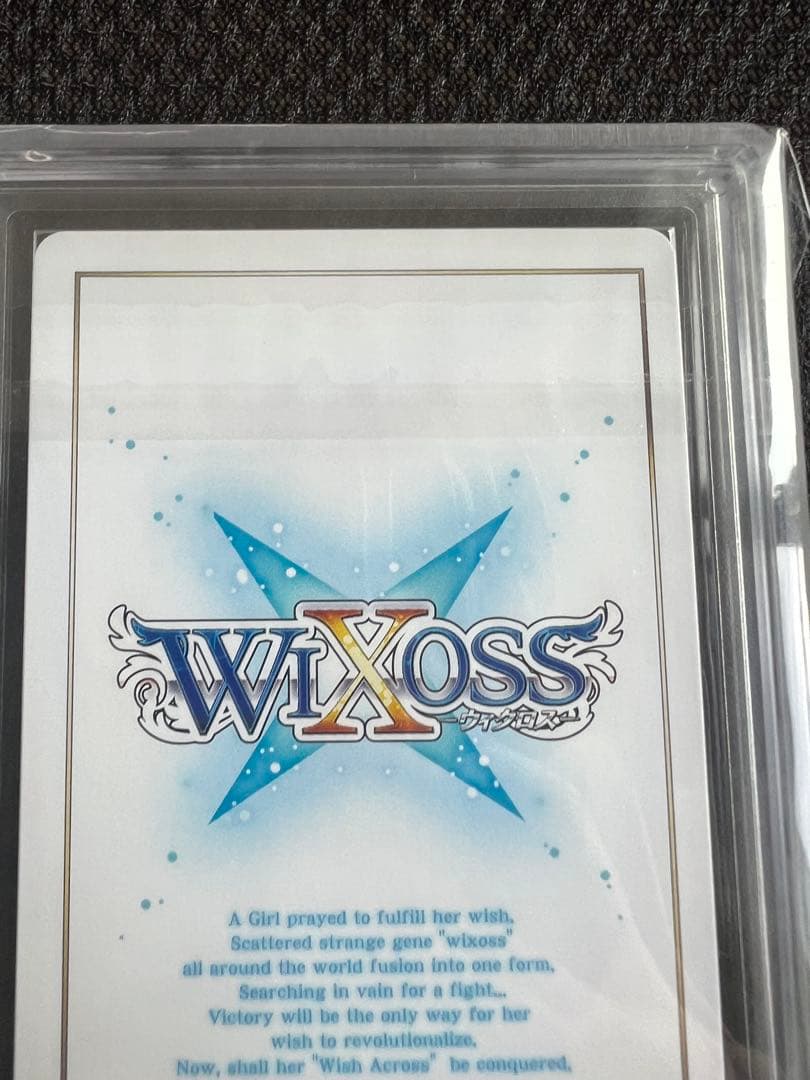 WIXOSS
—ウィクロス—
A Girl prayed to fulfill her wish.
Scattered strange gene "wixoss"
all around the world fusion into one form.
Searching in vain for a fight...
Victory will be the only way for her
wish to revolutionalize.
Now, shall her "Wish Across" be conquered.